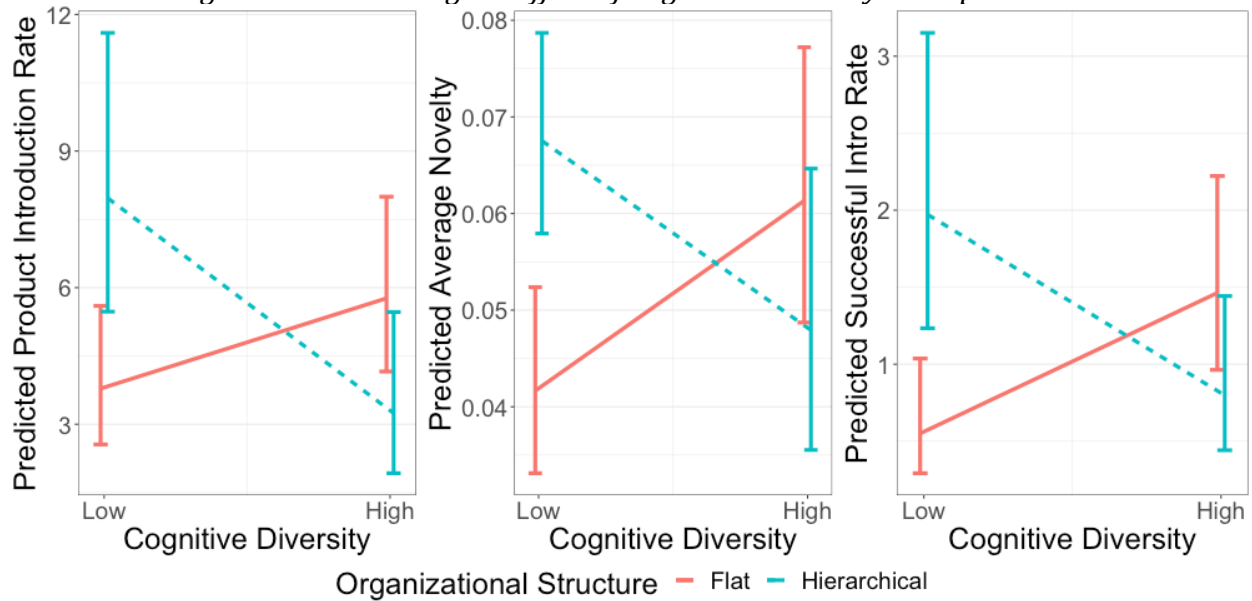 12
9
6
3
Predicted Product Introduction Rate
Low
High
Cognitive Diversity
0.08
0.07
0.06
0.05
0.04
Predicted Average Novelty
Low
High
Cognitive Diversity
3
2
1
Predicted Successful Intro Rate
Low
High
Cognitive Diversity
Organizational Structure Flat Hierarchical